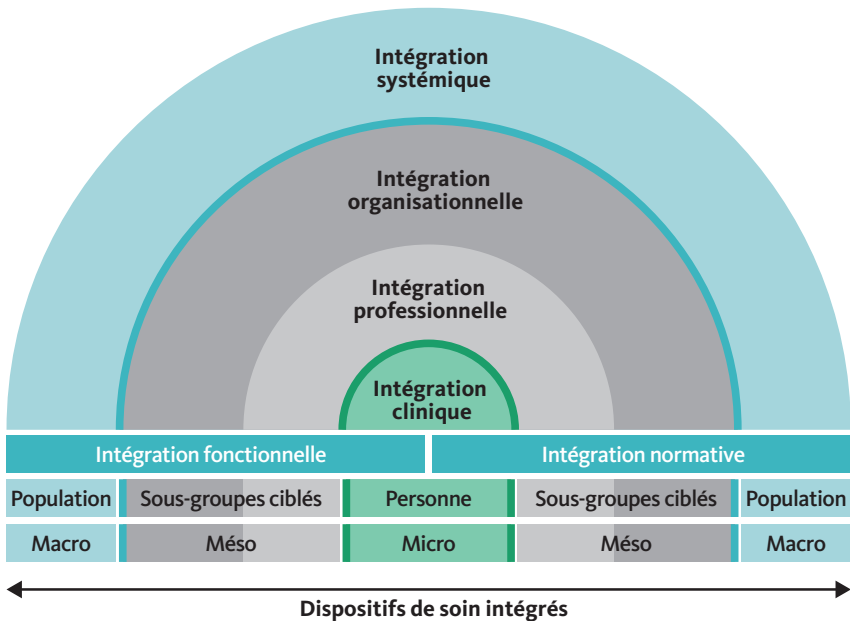 Intégration
systémique
Intégration
organisationnelle
Intégration
professionnelle
Intégration
clinique
Intégration fonctionnelle
Intégration normative
Population
Sous-groupes ciblés
Personne
Sous-groupes ciblés
Population
Macro
Méso
Micro
Méso
Macro
Dispositifs de soin intégrés